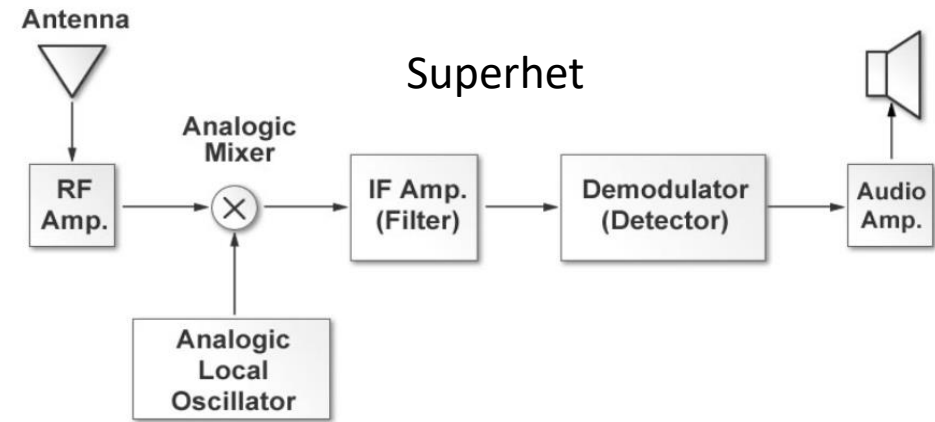 Antenna
Superhet
Analogic
Mixer
RF
Amp.
IF Amp.
(Filter)
Demodulator
(Detector)
Audio
Amp.
Analogic
Local
Oscillator